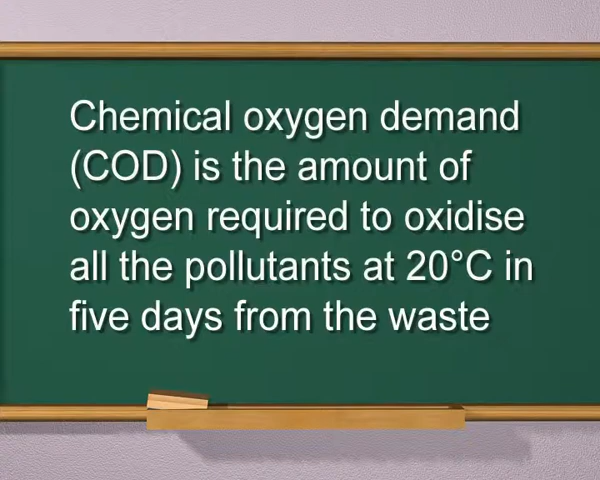 Chemical oxygen demand
(COD) is the amount of
oxygen required to oxidise
all the pollutants at 20°C in
five days from the waste